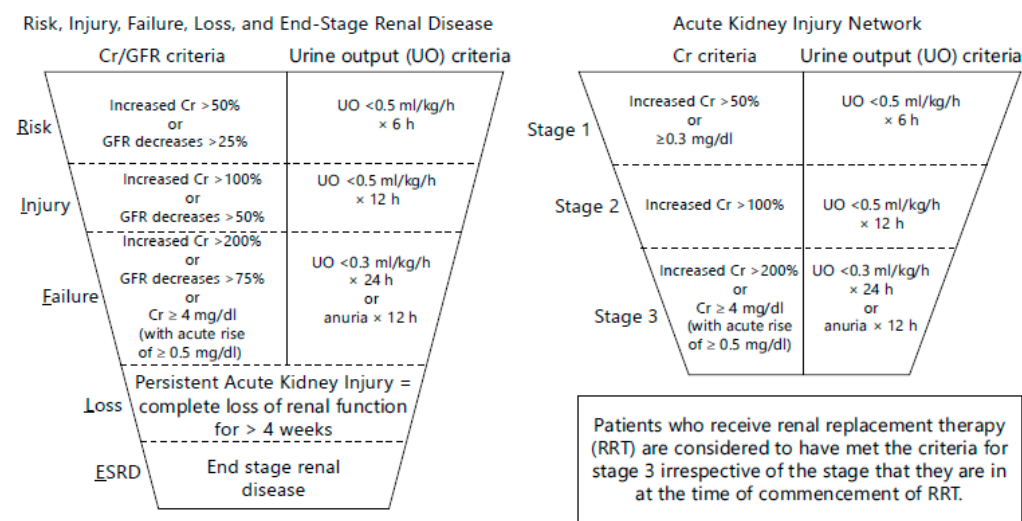 Risk, Injury, Failure, Loss, and End-Stage Renal Disease
Cr/GFR criteria
Urine output (UO) criteria
Risk
Increased Cr >50%
or
GFR decreases >25%
UO <0.5 ml/kg/h
× 6 h
Injury
Increased Cr >100%
or
GFR decreases >50%
UO <0.5 ml/kg/h
× 12 h
Failure
Increased Cr >200%
or
GFR decreases >75%
or
Cr ≥ 4 mg/dl
(with acute rise
of ≥ 0.5 mg/dl)
UO <0.3 ml/kg/h
× 24 h
or
anuria × 12 h
Loss
Persistent Acute Kidney Injury =
complete loss of renal function
for > 4 weeks
ESRD
End stage renal
disease
Acute Kidney Injury Network
Cr criteria
Urine output (UO) criteria
Stage 1
Increased Cr >50%
or
≥0.3 mg/dl
UO <0.5 ml/kg/h
× 6 h
Stage 2
Increased Cr >100%
UO <0.5 ml/kg/h
× 12 h
Stage 3
Increased Cr >200%
or
Cr ≥ 4 mg/dl
(with acute rise
of ≥ 0.5 mg/dl)
UO <0.3 ml/kg/h
× 24 h
or
anuria × 12 h
Patients who receive renal replacement therapy
(RRT) are considered to have met the criteria for
stage 3 irrespective of the stage that they are in
at the time of commencement of RRT.